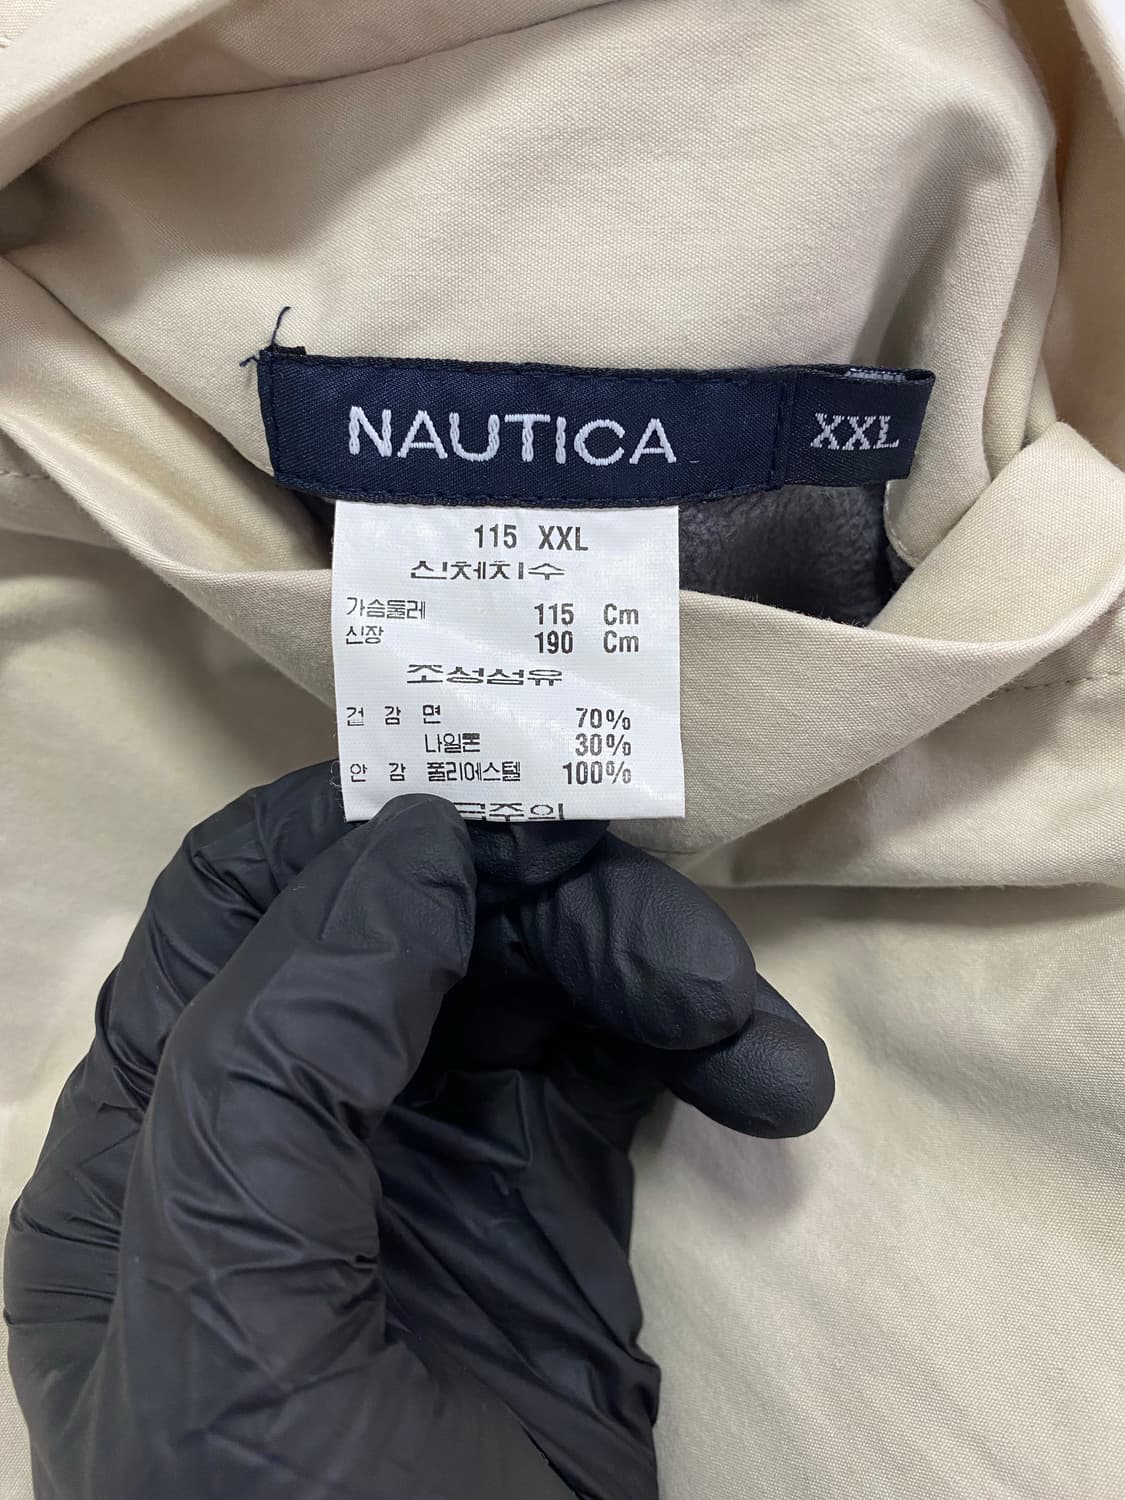 NAUTICA
XXL
115 XXL
신체치수
가슴둘레 115 Cm
신장 190 Cm
조성섬유
겉 감 면 70%
나일론 30%
안 감 폴리에스텔 100%